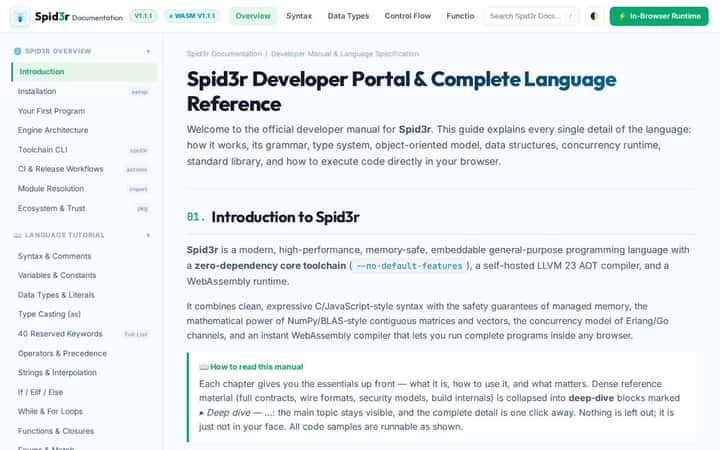 Spid3r Documentation V1.1.1 WASM V1.1.1 Overview Syntax Data Types Control Flow Functio Search Spid3r Docs... / In-Browser Runtime
SPID3R OVERVIEW
Introduction
Installation setup
Your First Program
Engine Architecture
Toolchain CLI spid3r
CI & Release Workflows actions
Module Resolution import
Ecosystem & Trust pkg
LANGUAGE TUTORIAL
Syntax & Comments
Variables & Constants
Data Types & Literals
Type Casting (as)
40 Reserved Keywords Full List
Operators & Precedence
Strings & Interpolation
If / Elif / Else
While & For Loops
Functions & Closures
Spid3r Documentation / Developer Manual & Language Specification
Spid3r Developer Portal & Complete Language
Reference
Welcome to the official developer manual for Spid3r. This guide explains every single detail of the language:
how it works, its grammar, type system, object-oriented model, data structures, concurrency runtime,
standard library, and how to execute code directly in your browser.
01. Introduction to Spid3r
Spid3r is a modern, high-performance, memory-safe, embeddable general-purpose programming language with
a zero-dependency core toolchain ( --no-default-features ), a self-hosted LLVM 23 AOT compiler, and a
WebAssembly runtime.
It combines clean, expressive C/JavaScript-style syntax with the safety guarantees of managed memory, the
mathematical power of NumPy/BLAS-style contiguous matrices and vectors, the concurrency model of Erlang/Go
channels, and an instant WebAssembly compiler that lets you run complete programs inside any browser.
How to read this manual
Each chapter gives you the essentials up front — what it is, how to use it, and what matters. Dense reference
material (full contracts, wire formats, security models, build internals) is collapsed into deep-dive blocks marked
▸ Deep dive — …: the main topic stays visible, and the complete detail is one click away. Nothing is left out; it is
just not in your face. All code samples are runnable as shown.